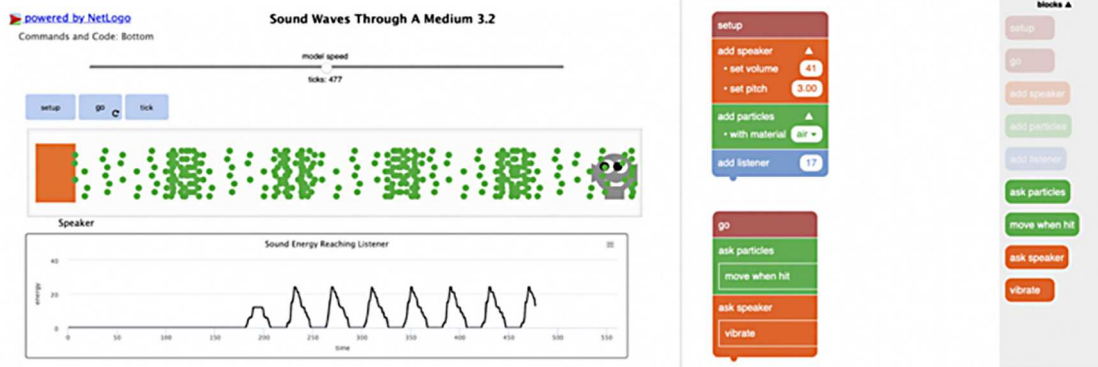 powered by NetLogo
Sound Waves Through A Medium 3.2
Commands and Code: Bottom
model speed
ticks: 477
setup
go
tick
Speaker
Sound Energy Reaching Listener
energy
40
20
0
0
50
100
150
200
250
300
350
400
450
500
550
time
setup
add speaker
• set volume 41
• set pitch 3.00
add particles
• with material air
add listener 17
go
ask particles
move when hit
ask speaker
vibrate
blocks
setup
go
add speaker
add particles
add listener
ask particles
move when hit
ask speaker
vibrate